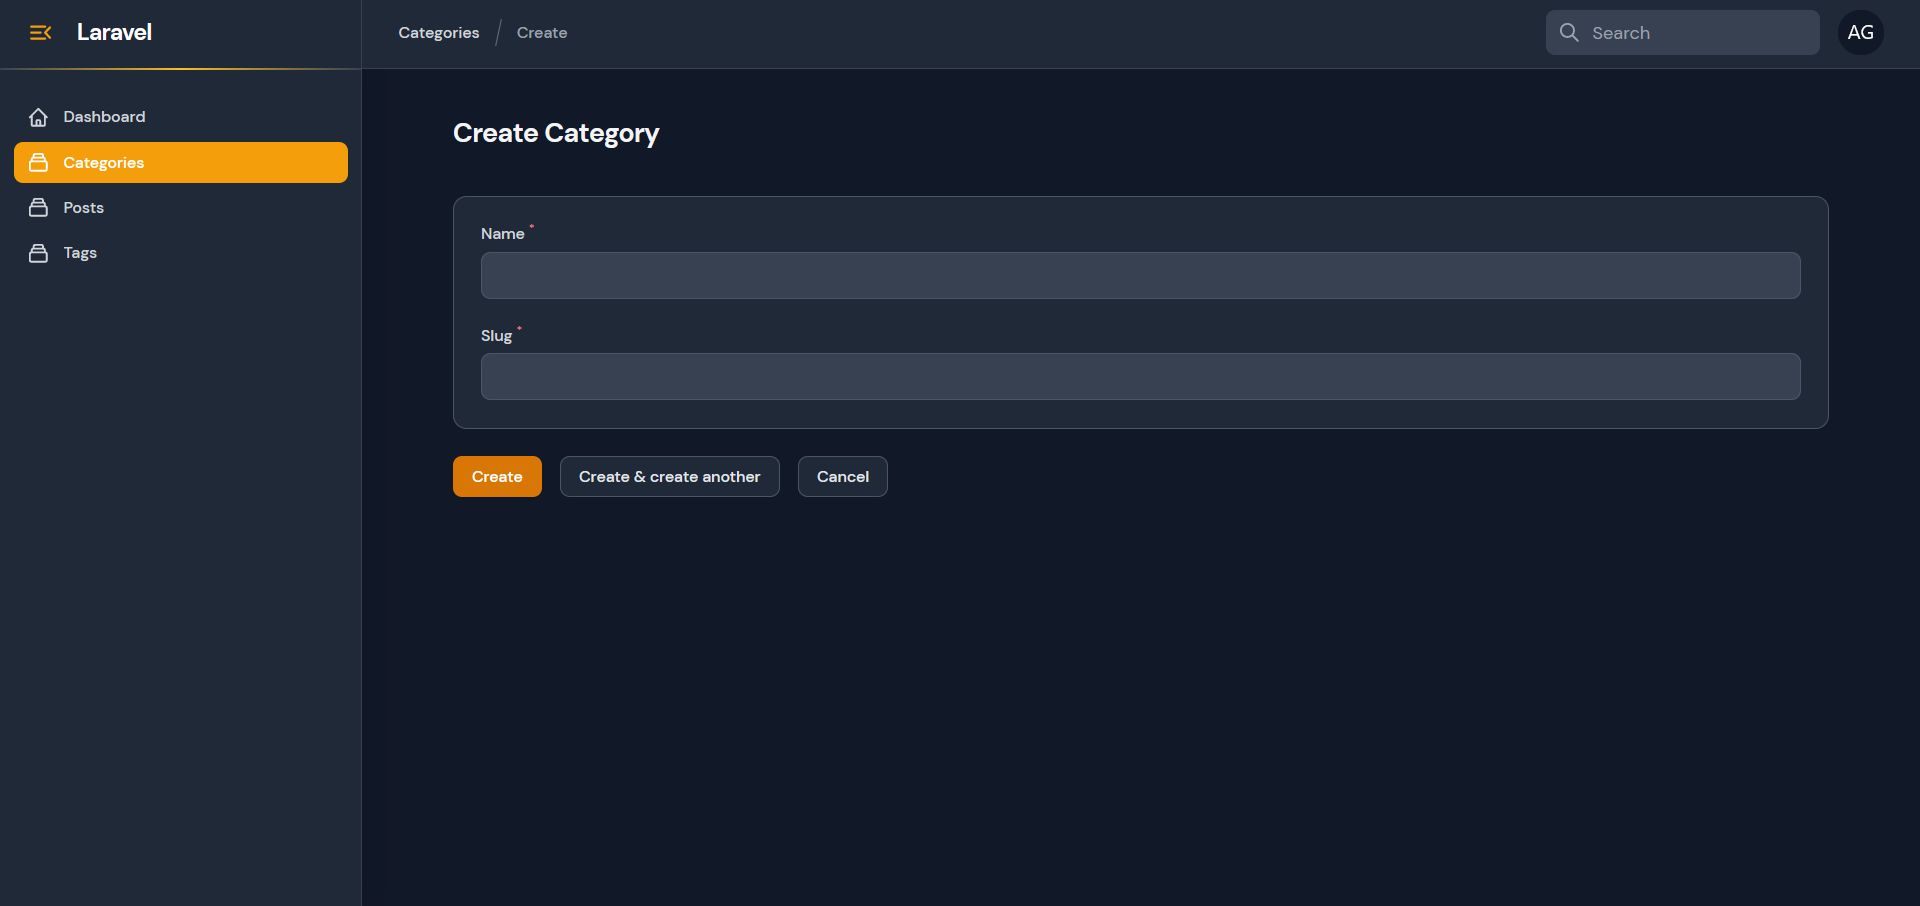 Laravel
Categories / Create
Search
AG
Dashboard
Categories
Posts
Tags
Create Category
Name *
Slug *
Create
Create & create another
Cancel